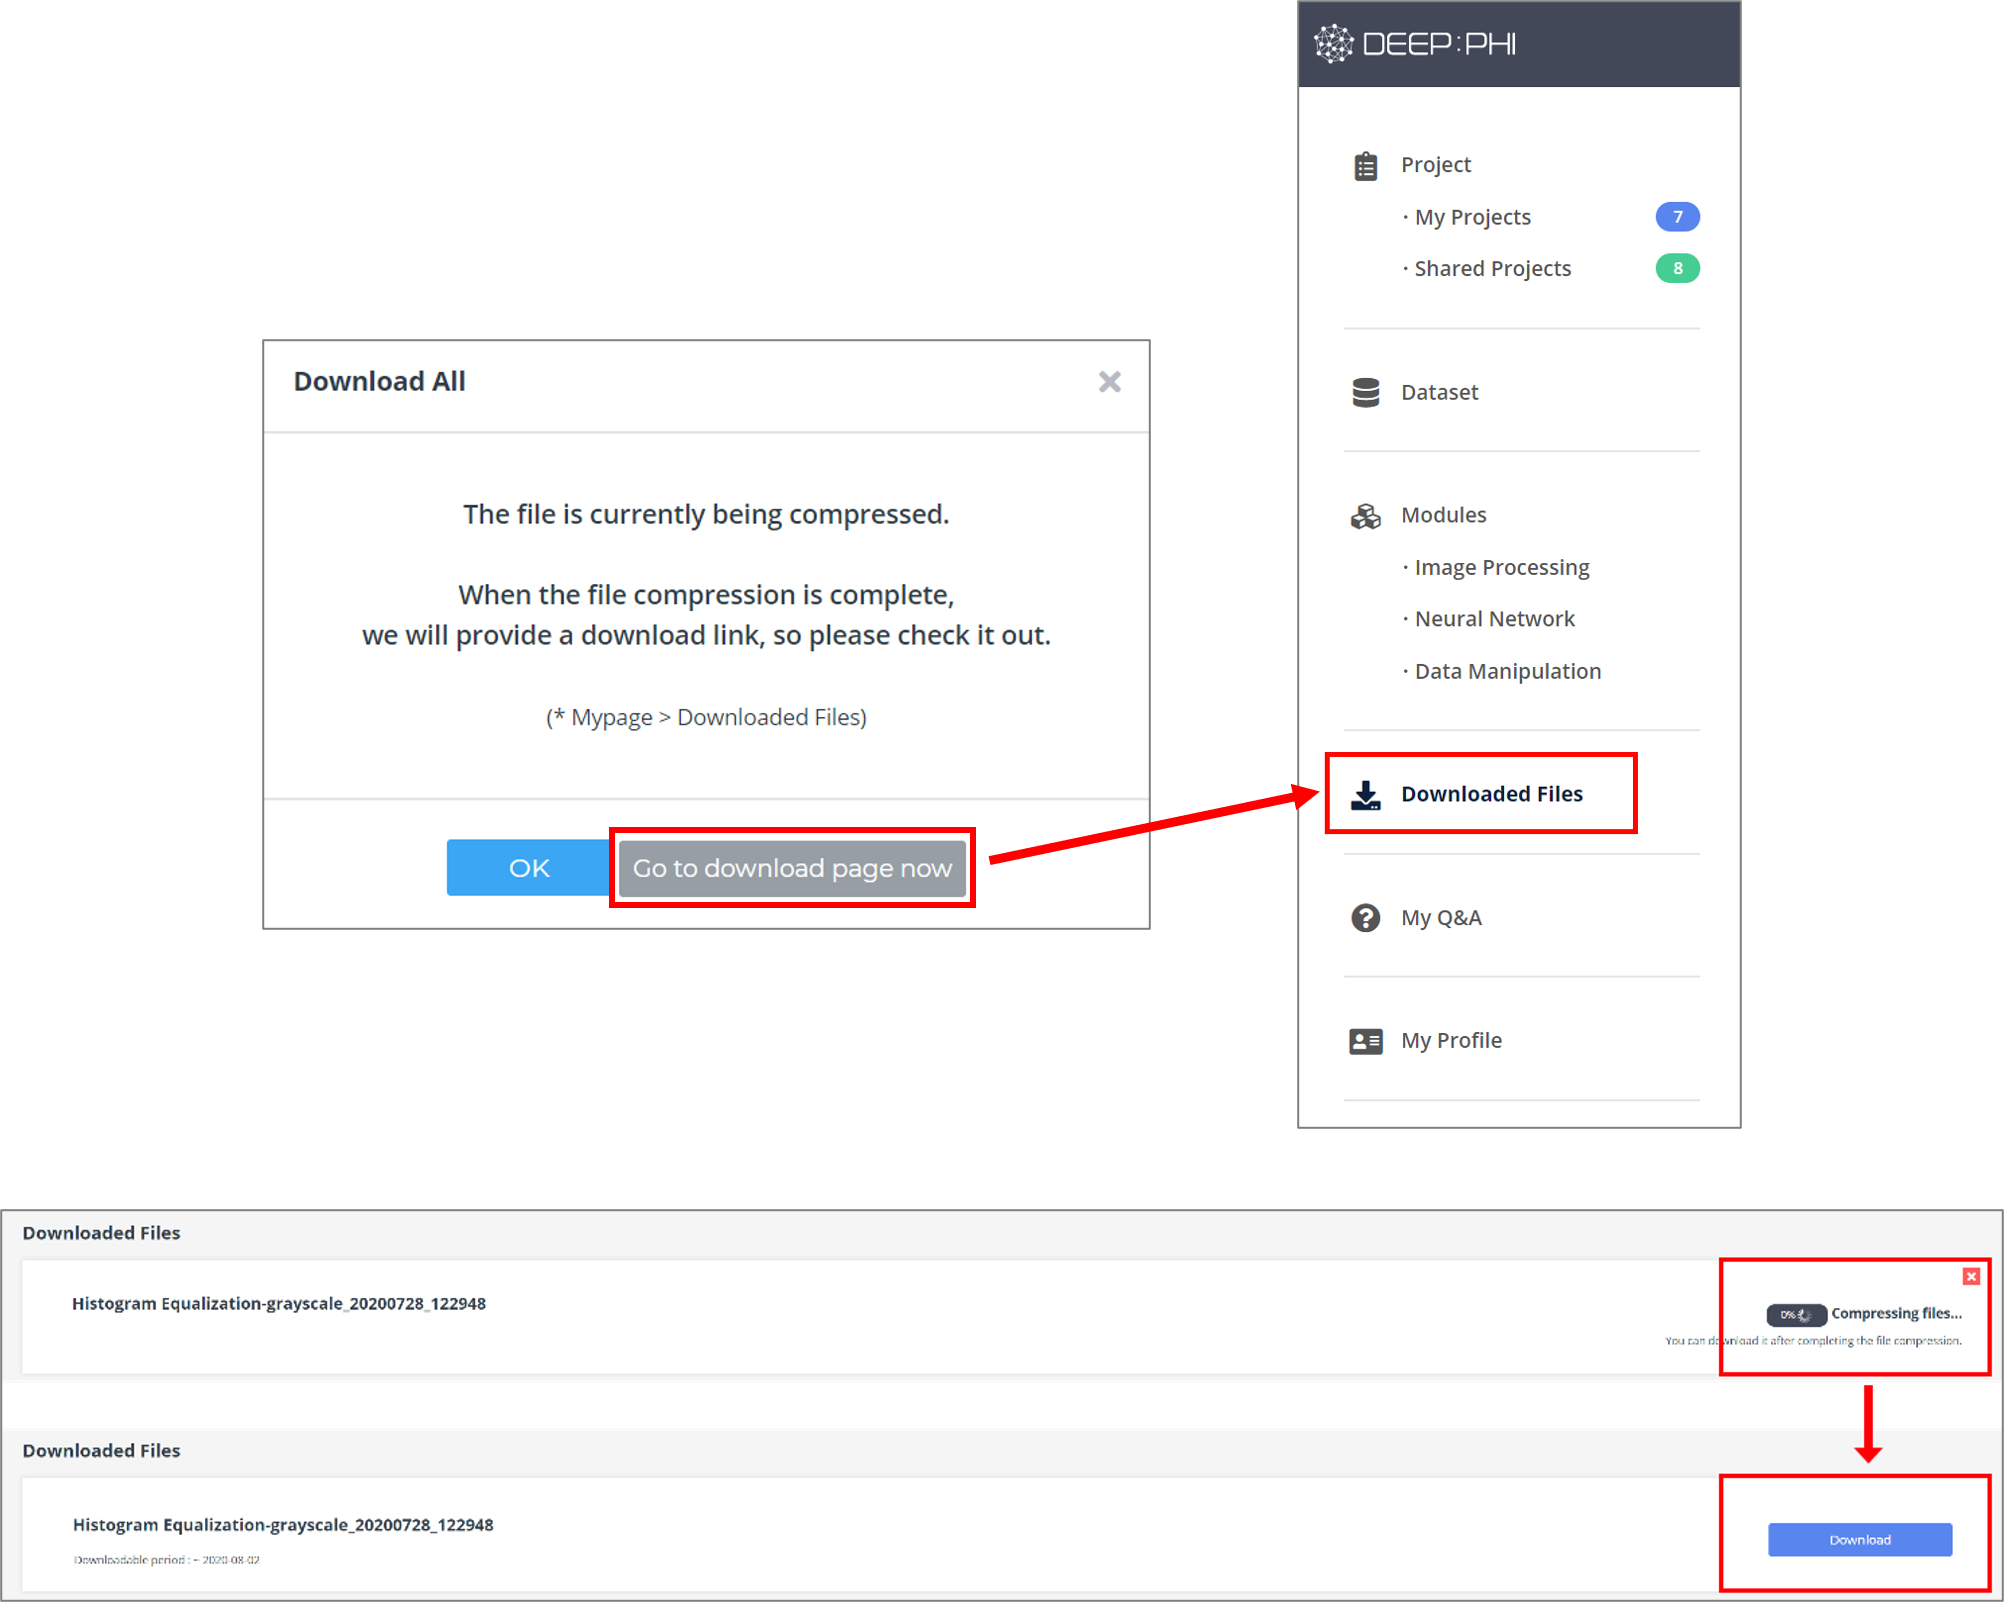 DEEP:PHI
Project
· My Projects 7
· Shared Projects 8
Dataset
Modules
· Image Processing
· Neural Network
· Data Manipulation
Downloaded Files
My Q&A
My Profile
Download All
The file is currently being compressed.
When the file compression is complete,
we will provide a download link, so please check it out.
(* Mypage > Downloaded Files)
OK
Go to download page now
Downloaded Files
Histogram Equalization-grayscale_20200728_122948
0% Compressing files...
You can download it after completing the file compression.
Downloaded Files
Histogram Equalization-grayscale_20200728_122948
Downloadable period : ~ 2020-08-02
Download